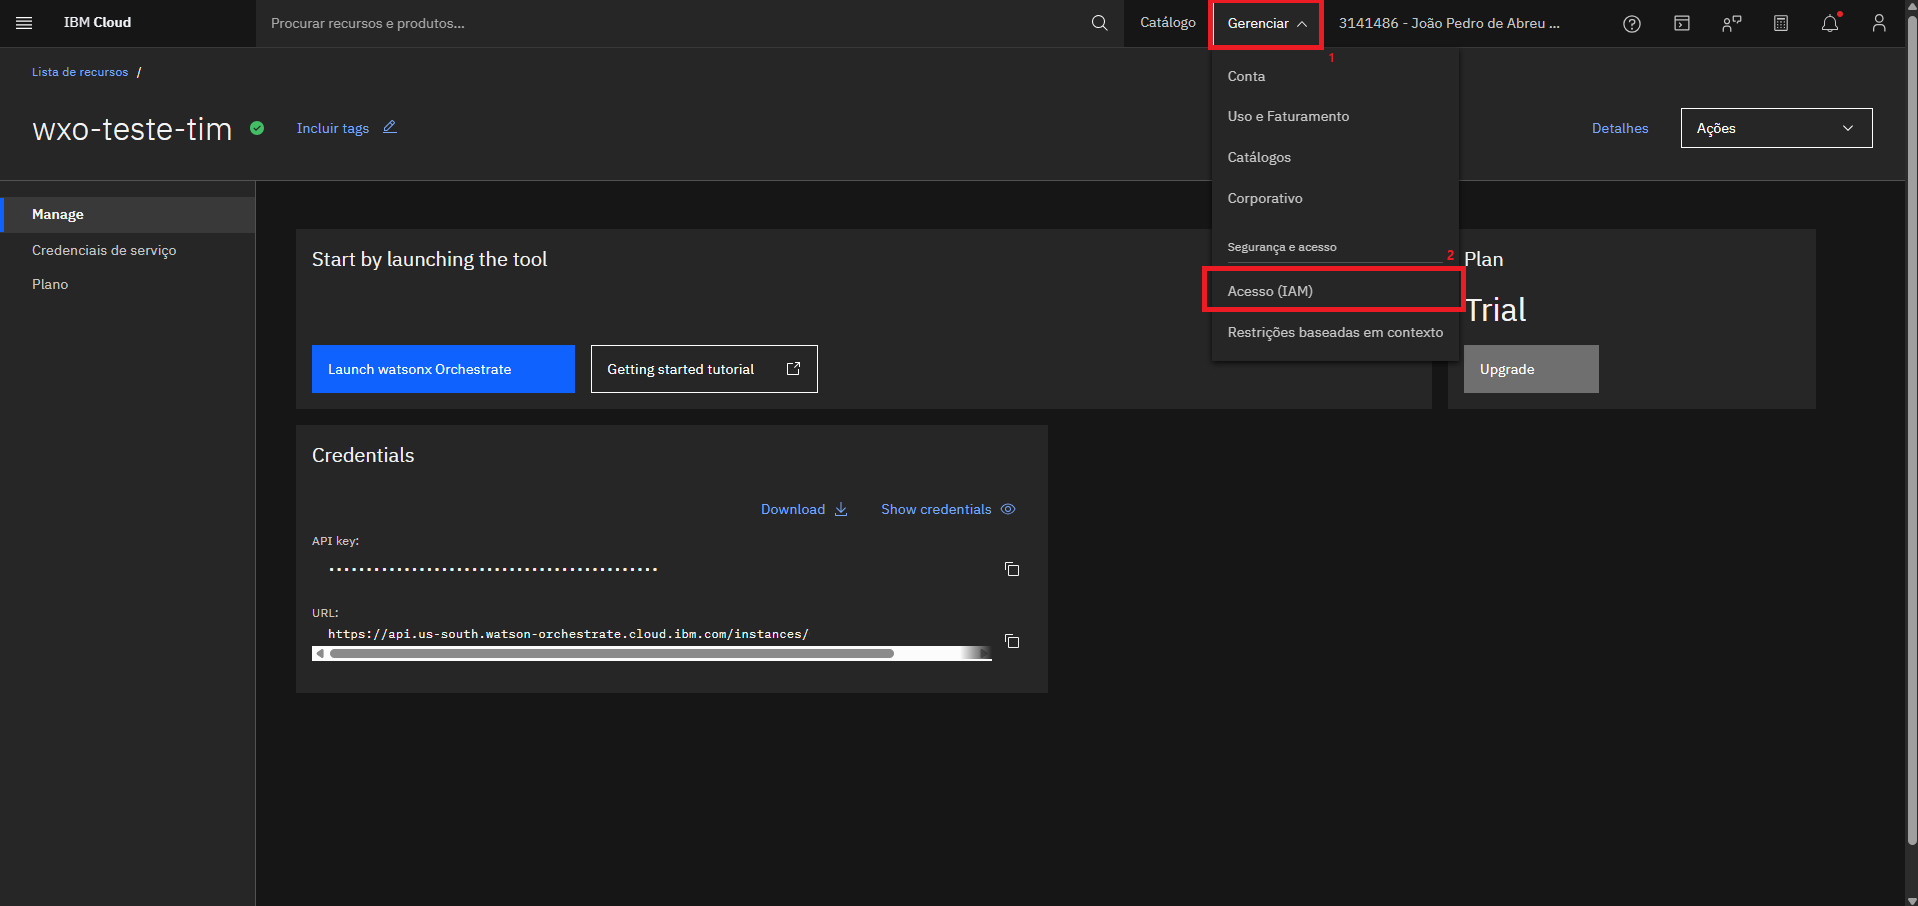 IBM Cloud
Procurar recursos e produtos...
Catálogo
Gerenciar
3141486 - João Pedro de Abreu ...
1
Lista de recursos /
wxo-teste-tim
Incluir tags
Detalhes
Ações
Conta
Uso e Faturamento
Catálogos
Corporativo
Segurança e acesso
2
Acesso (IAM)
Restrições baseadas em contexto
Manage
Credenciais de serviço
Plano
Start by launching the tool
Launch watsonx Orchestrate
Getting started tutorial
Plan
Trial
Upgrade
Credentials
Download
Show credentials
API key:
URL:
https://api.us-south.watson-orchestrate.cloud.ibm.com/instances/